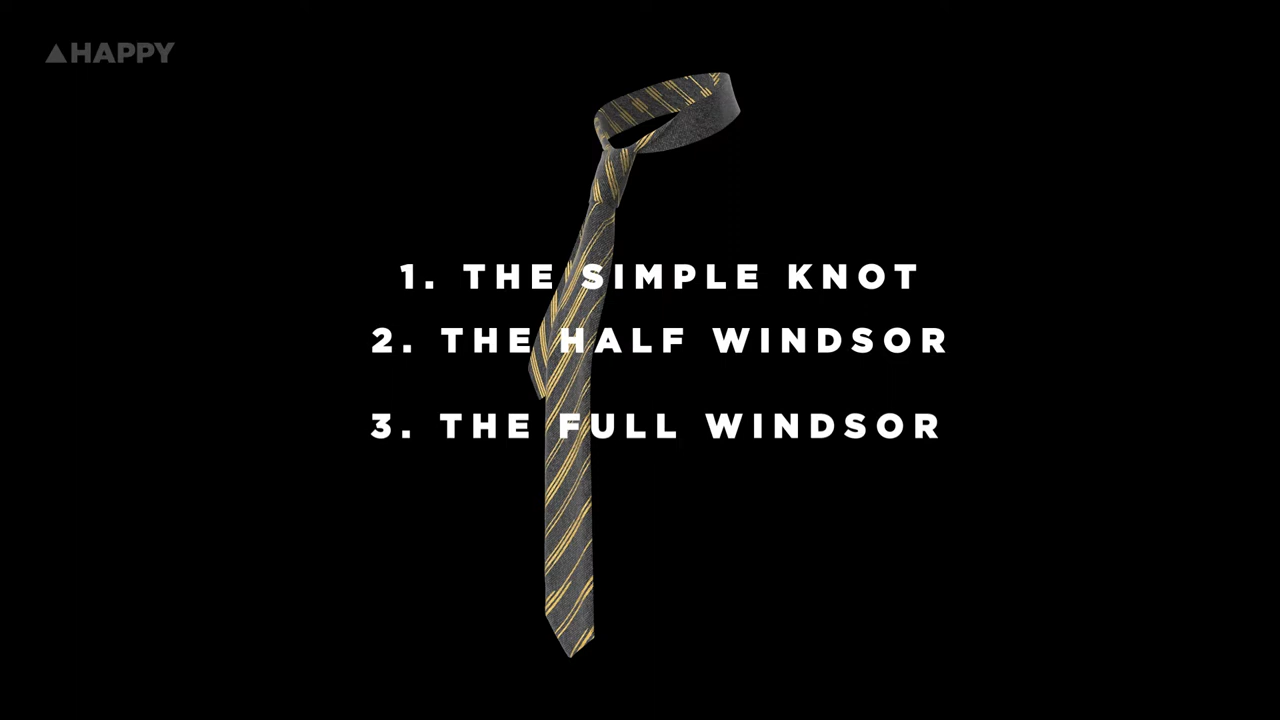 HAPPY
1. THE SIMPLE KNOT
2. THE HALF WINDSOR
3. THE FULL WINDSOR